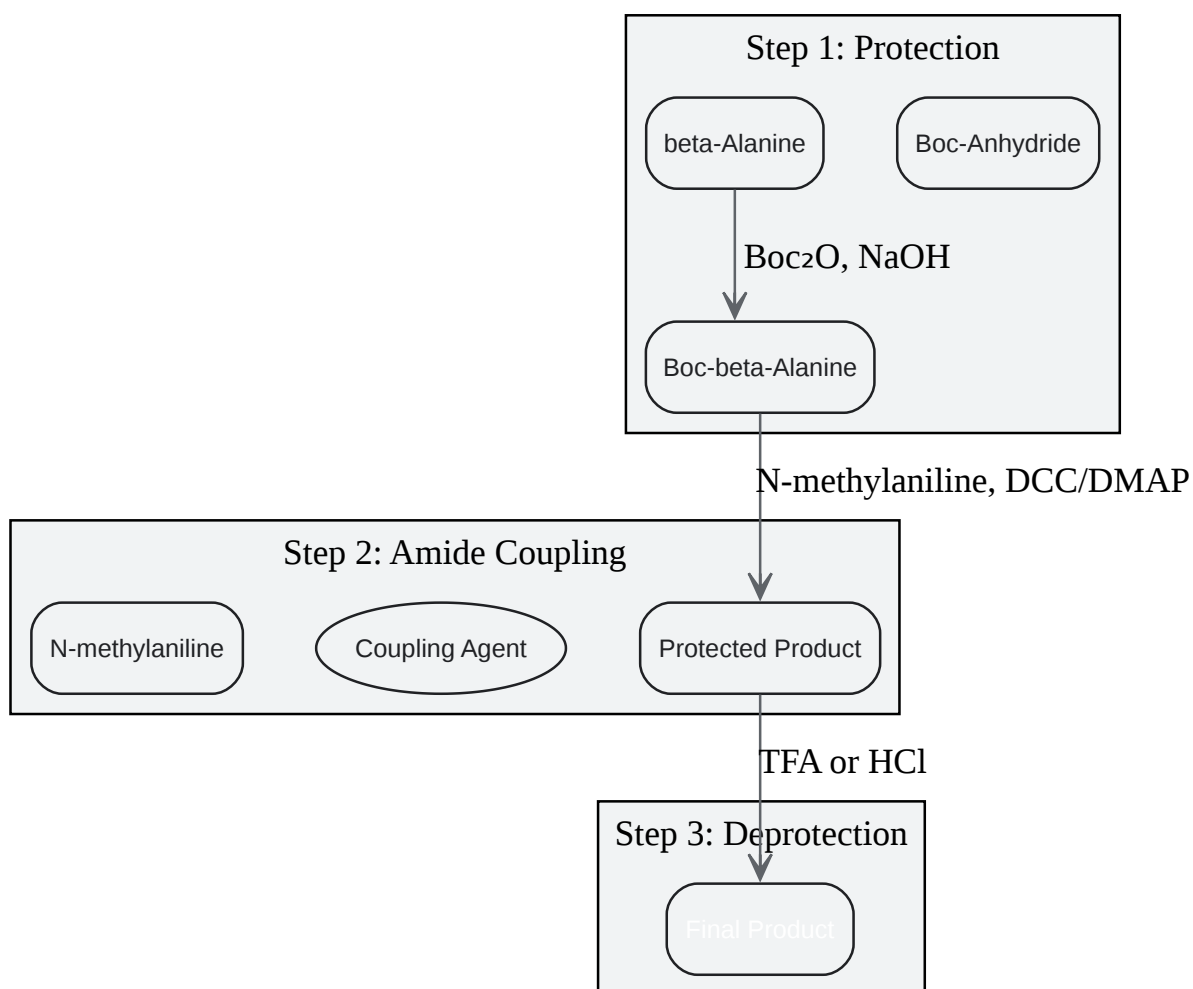 Step 1: Protection
beta-Alanine
Boc-Anhydride
Boc₂O, NaOH
Boc-beta-Alanine
N-methylaniline, DCC/DMAP
Step 2: Amide Coupling
N-methylaniline
Coupling Agent
Protected Product
TFA or HCl
Step 3: Deprotection
Final Product